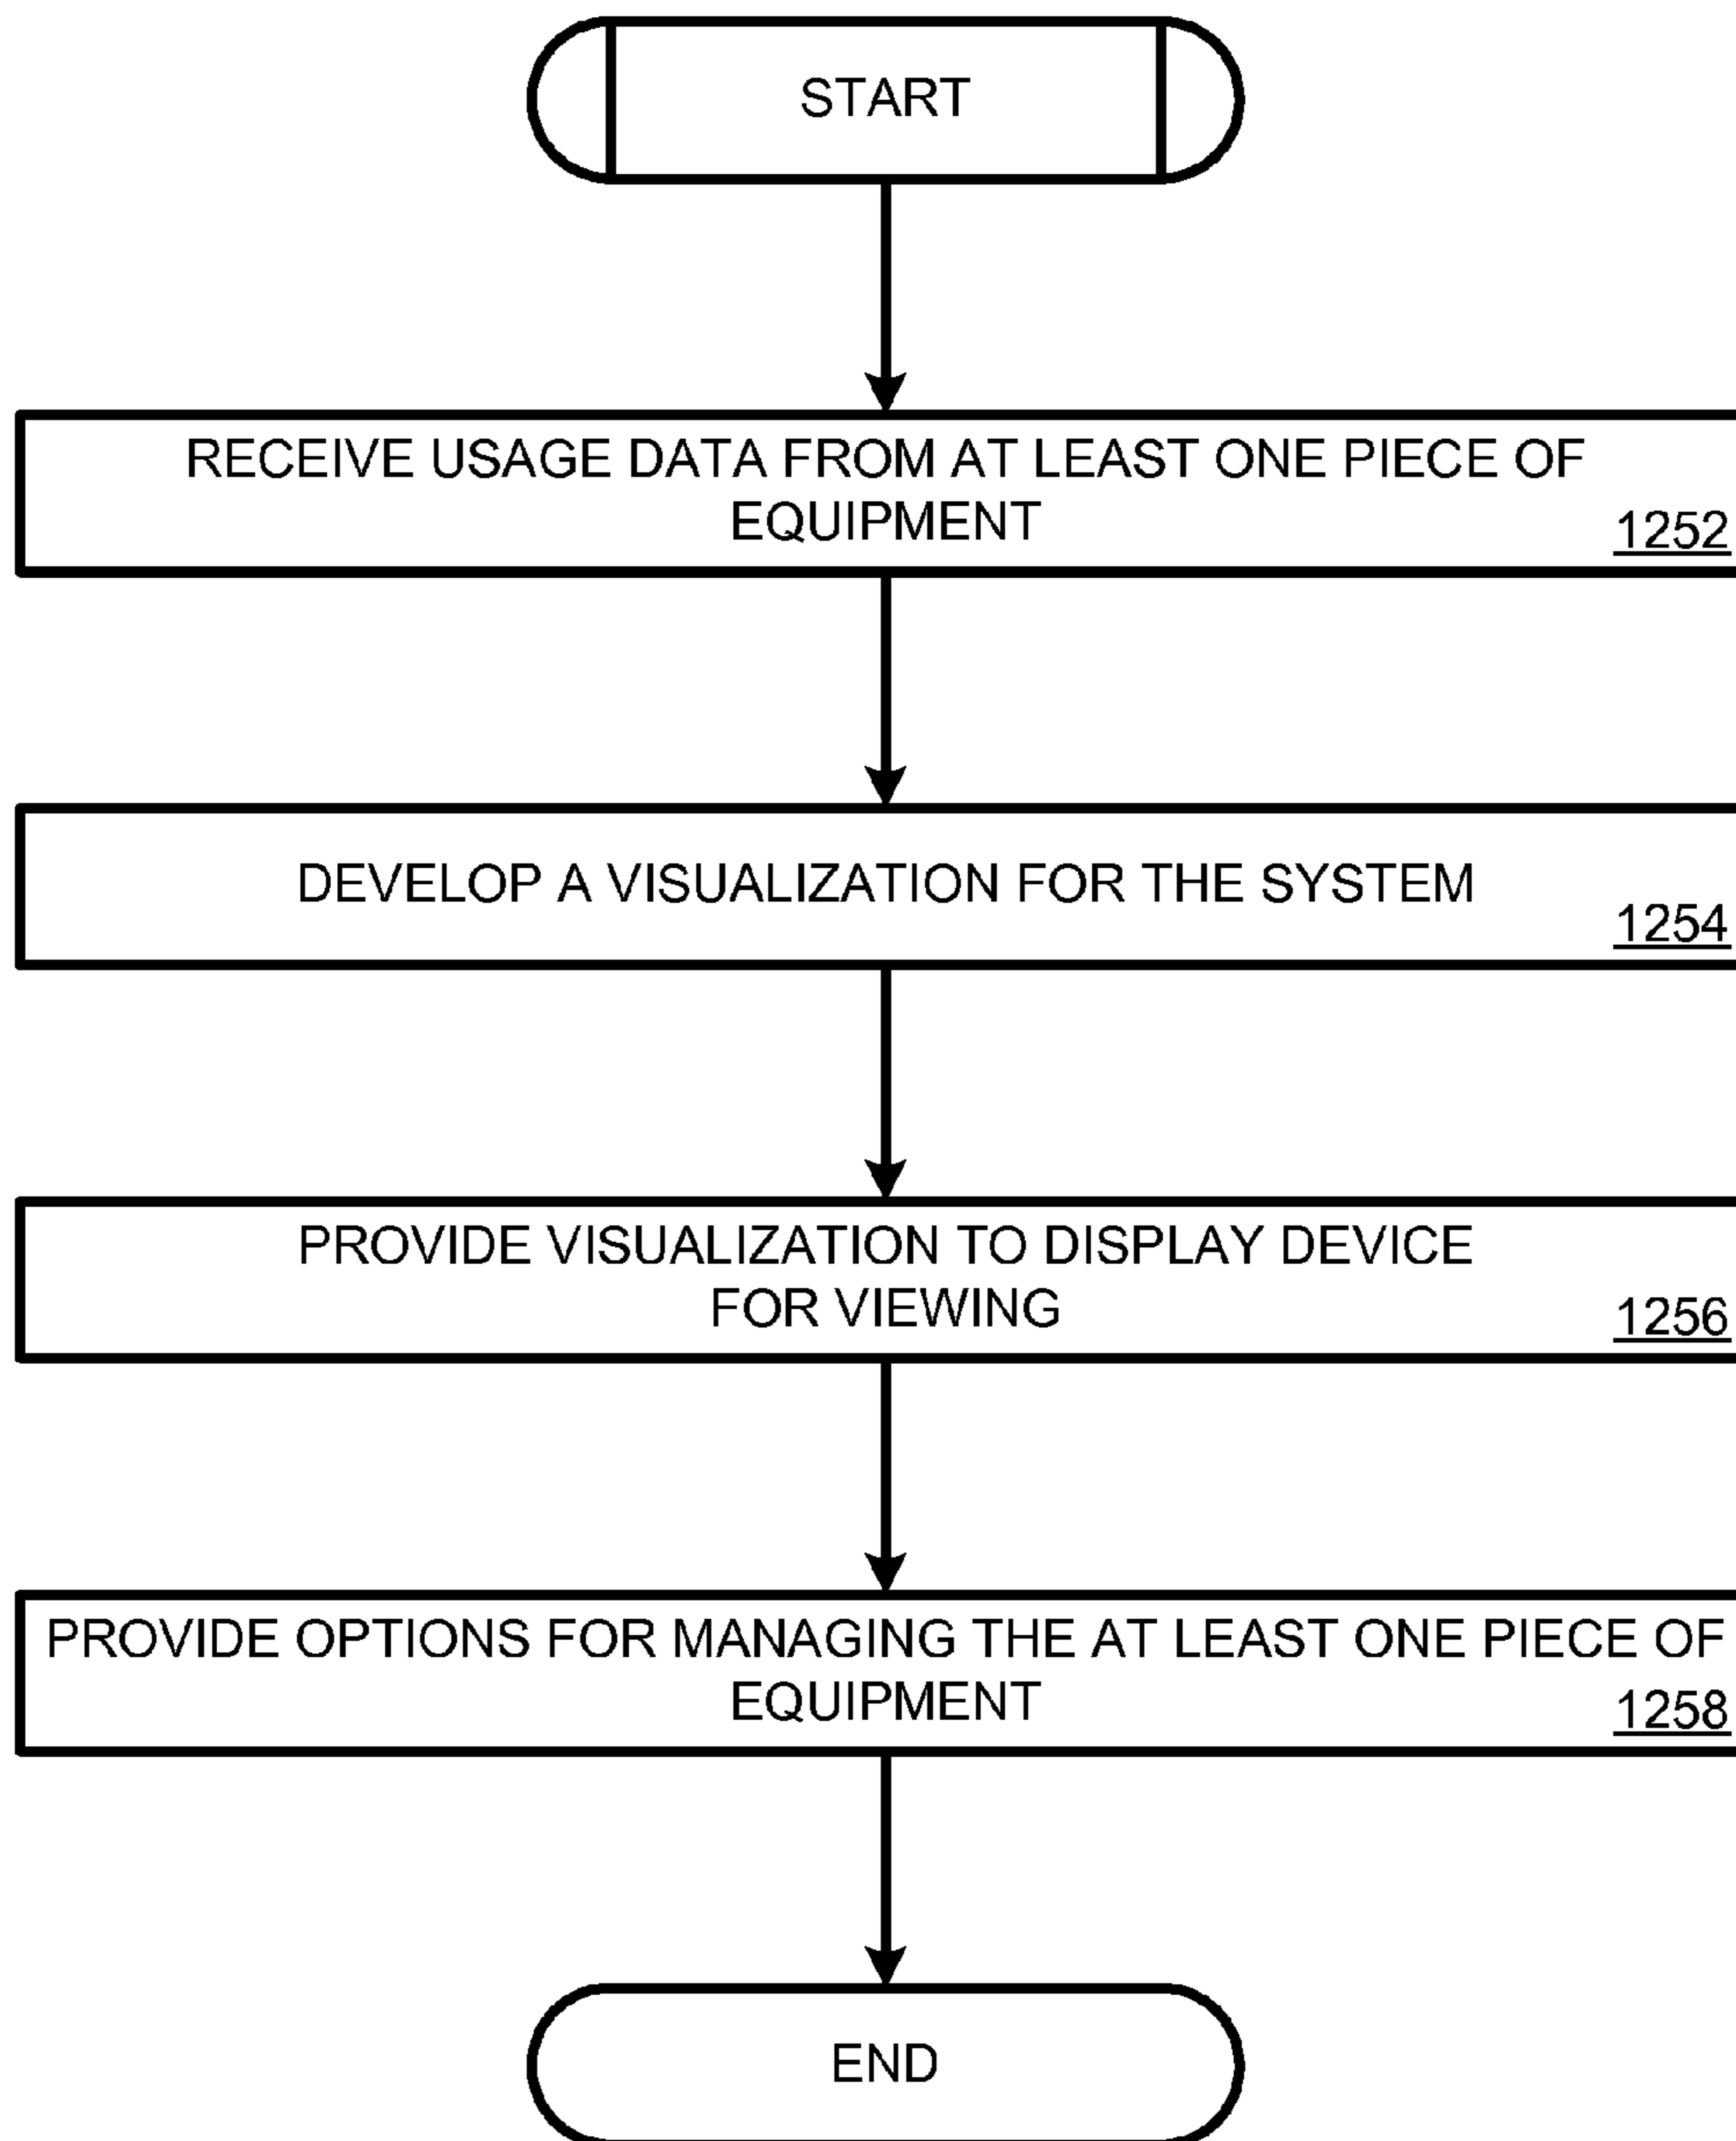 START
RECEIVE USAGE DATA FROM AT LEAST ONE PIECE OF
EQUIPMENT
1252
DEVELOP A VISUALIZATION FOR THE SYSTEM
1254
PROVIDE VISUALIZATION TO DISPLAY DEVICE
FOR VIEWING
1256
PROVIDE OPTIONS FOR MANAGING THE AT LEAST ONE PIECE OF
EQUIPMENT
1258
END